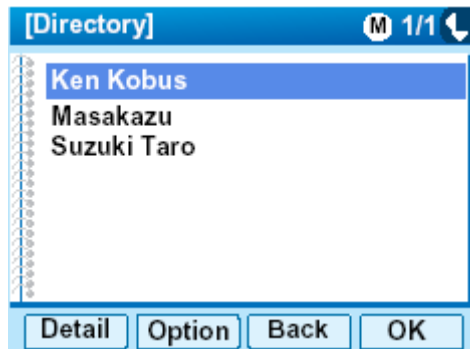 [Directory] M 1/1
Ken Kobus
Masakazu
Suzuki Taro
Detail Option Back OK